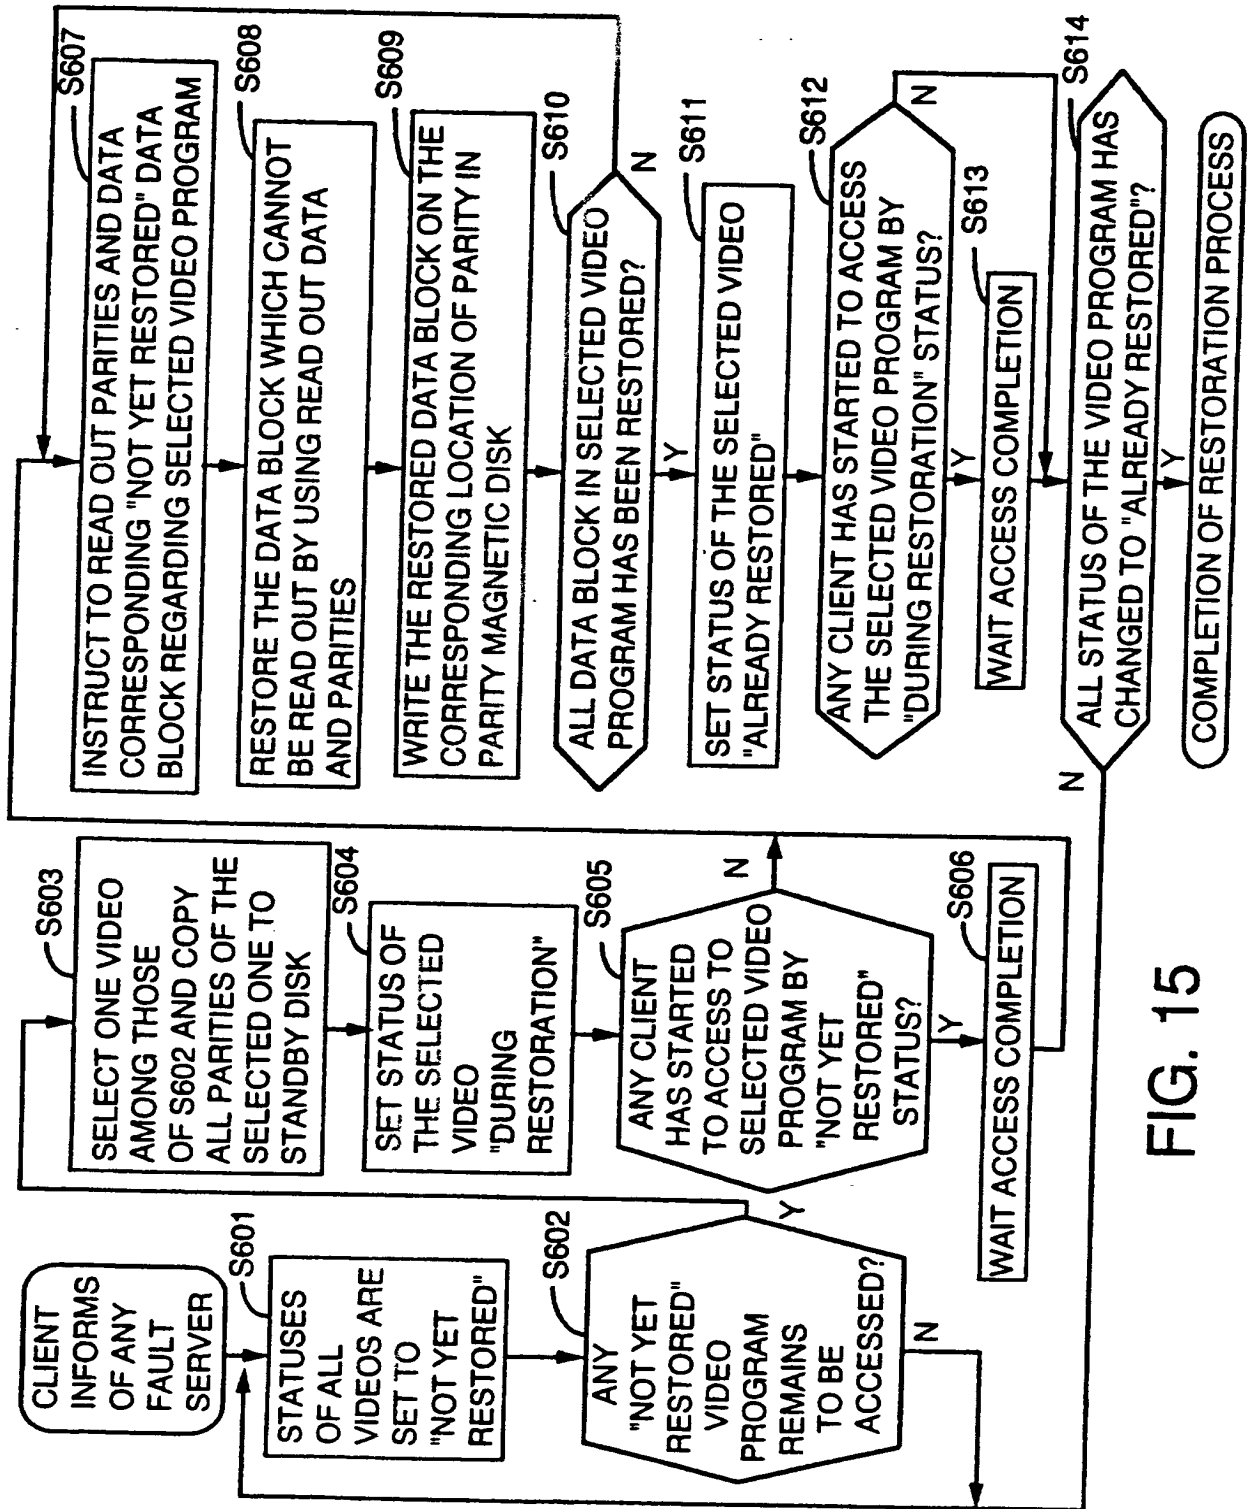 CLIENT
INFORMS
OF ANY
FAULT
SERVER
S601
STATUSES
OF ALL
VIDEOS ARE
SET TO
"NOT YET
RESTORED"
S602
ANY
"NOT YET
RESTORED"
VIDEO
PROGRAM
REMAINS
TO BE
ACCESSED?
Y
N
S603
SELECT ONE VIDEO
AMONG THOSE
OF S602 AND COPY
ALL PARITIES OF THE
SELECTED ONE TO
STANDBY DISK
S604
SET STATUS OF
THE SELECTED
VIDEO
"DURING
RESTORATION"
S605
ANY CLIENT
HAS STARTED
TO ACCESS TO
SELECTED VIDEO
PROGRAM BY
"NOT YET
RESTORED"
STATUS?
N
Y
S606
WAIT ACCESS COMPLETION
S607
INSTRUCT TO READ OUT PARITIES AND DATA
CORRESPONDING "NOT YET RESTORED" DATA
BLOCK REGARDING SELECTED VIDEO PROGRAM
S608
RESTORE THE DATA BLOCK WHICH CANNOT
BE READ OUT BY USING READ OUT DATA
AND PARITIES
S609
WRITE THE RESTORED DATA BLOCK ON THE
CORRESPONDING LOCATION OF PARITY IN
PARITY MAGNETIC DISK
S610
ALL DATA BLOCK IN SELECTED VIDEO
PROGRAM HAS BEEN RESTORED?
N
Y
S611
SET STATUS OF THE SELECTED VIDEO
"ALREADY RESTORED"
S612
ANY CLIENT HAS STARTED TO ACCESS
THE SELECTED VIDEO PROGRAM BY
"DURING RESTORATION" STATUS?
N
Y
S613
WAIT ACCESS COMPLETION
S614
ALL STATUS OF THE VIDEO PROGRAM HAS
CHANGED TO "ALREADY RESTORED"?
N
Y
COMPLETION OF RESTORATION PROCESS
FIG. 15